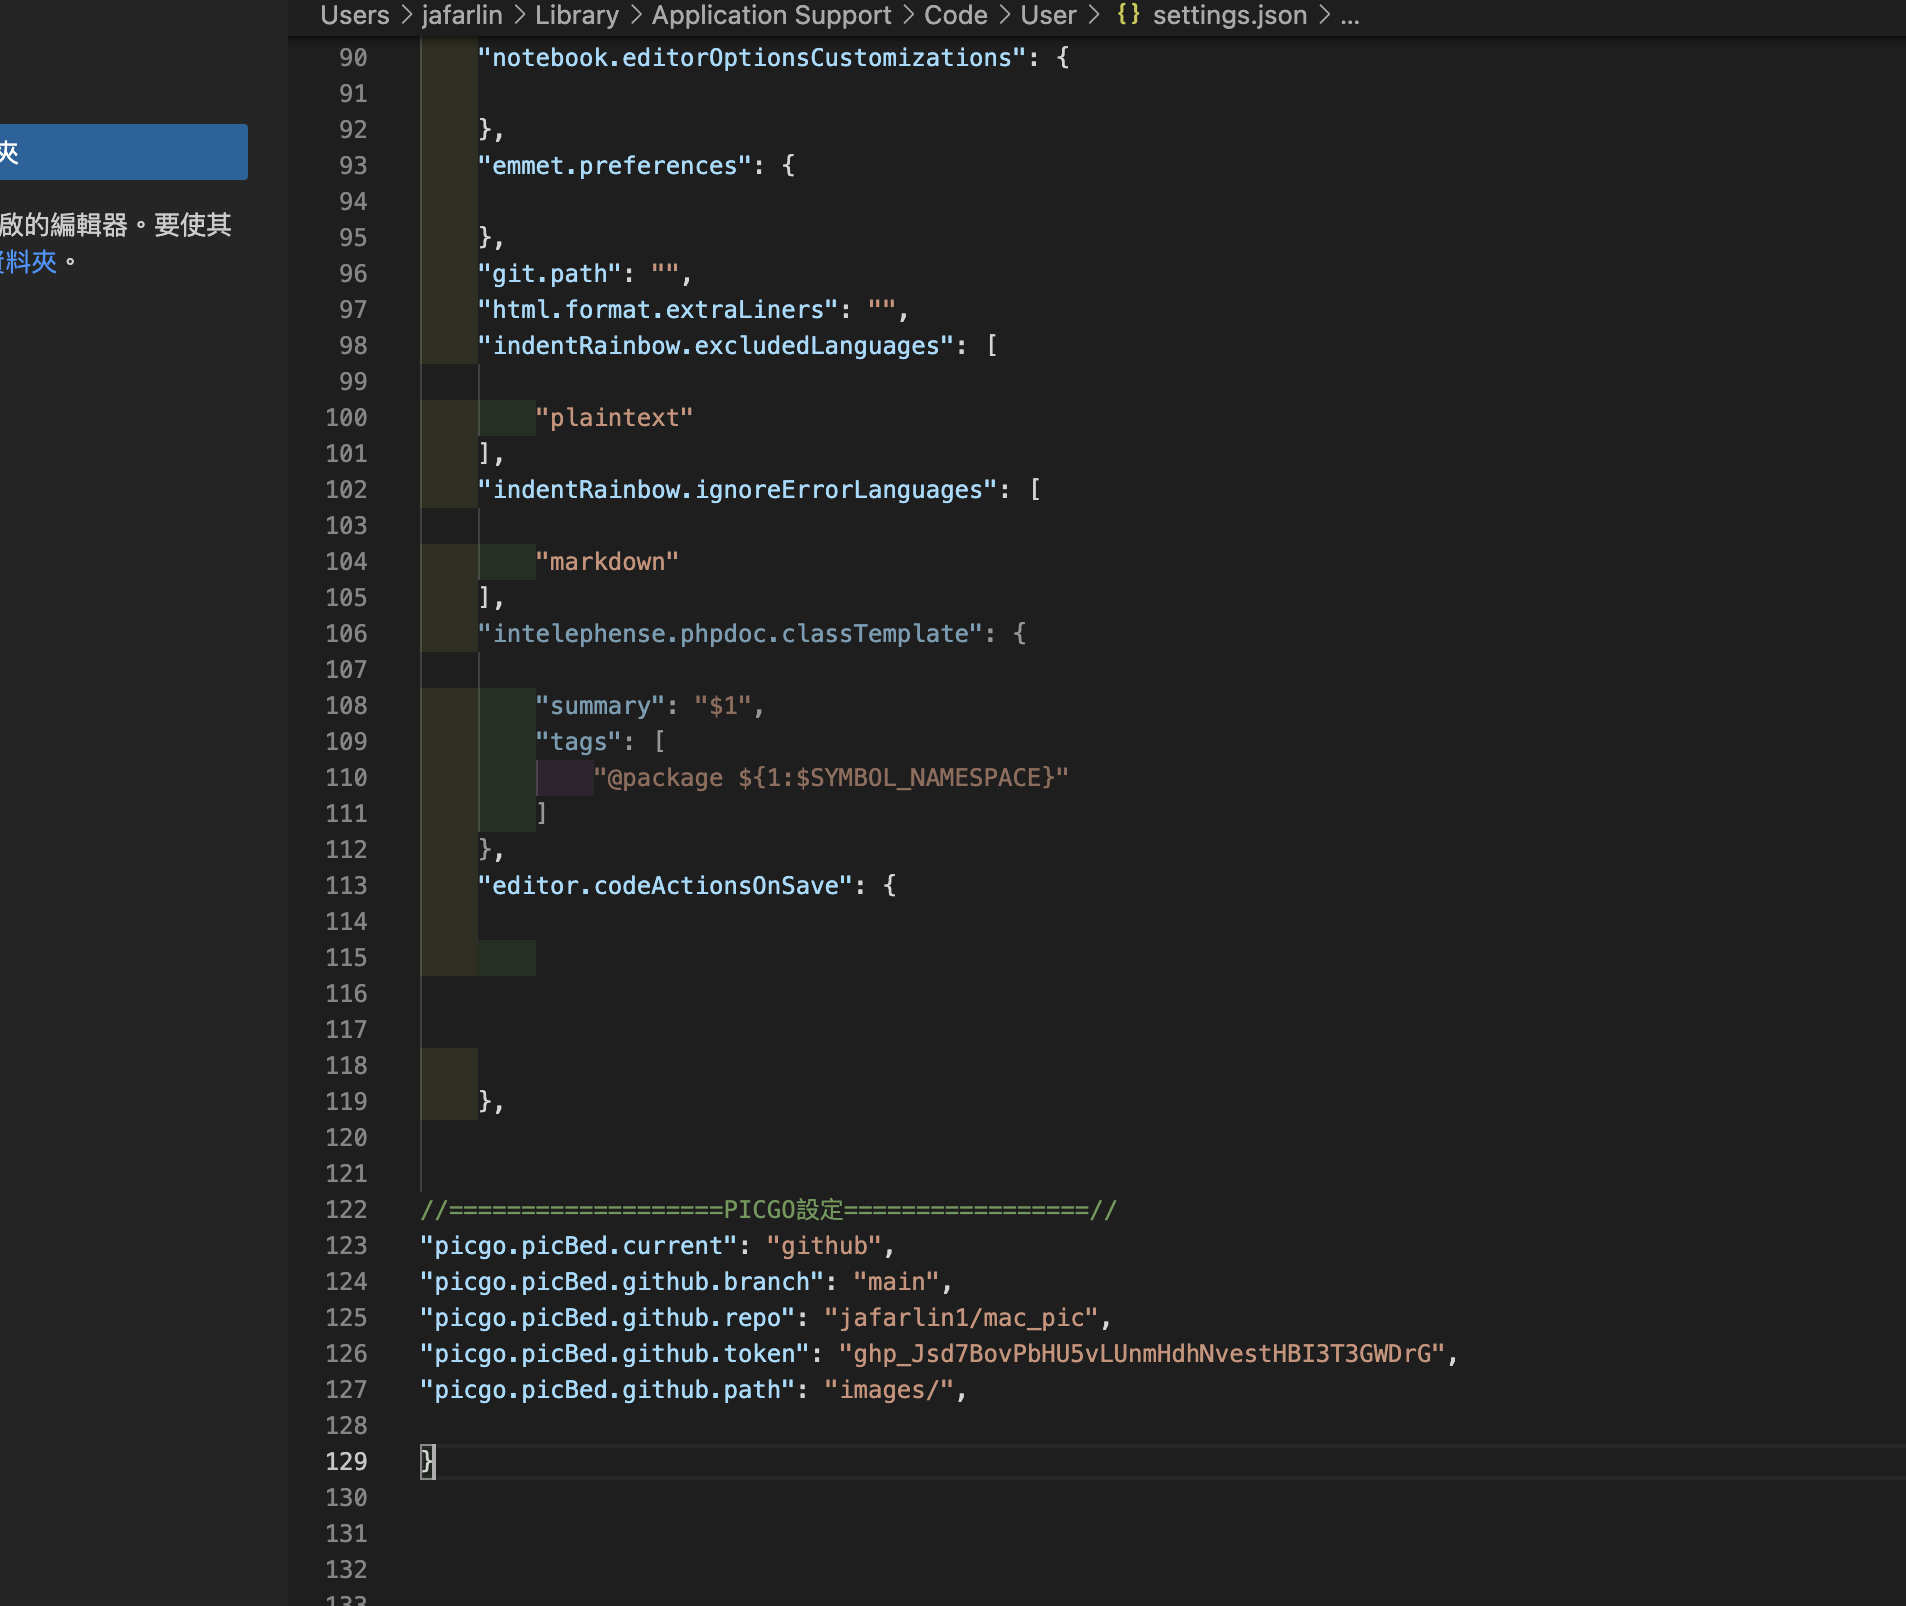 Users > jafarlin > Library > Application Support > Code > User > {} settings.json > ...
夾
啟的編輯器。要使其
料夾。
90 "notebook.editorOptionsCustomizations": {
91
92 },
93 "emmet.preferences": {
94
95 },
96 "git.path": "",
97 "html.format.extraLiners": "",
98 "indentRainbow.excludedLanguages": [
99
100 "plaintext"
101 ],
102 "indentRainbow.ignoreErrorLanguages": [
103
104 "markdown"
105 ],
106 "intelephense.phpdoc.classTemplate": {
107
108 "summary": "$1",
109 "tags": [
110 "@package ${1:$SYMBOL_NAMESPACE}"
111 ]
112 },
113 "editor.codeActionsOnSave": {
114
115
116
117
118
119 },
120
121
122 //===================PICGO設定=================//
123 "picgo.picBed.current": "github",
124 "picgo.picBed.github.branch": "main",
125 "picgo.picBed.github.repo": "jafarlin1/mac_pic",
126 "picgo.picBed.github.token": "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",
127 "picgo.picBed.github.path": "images/",
128
129 }
130
131
132
133